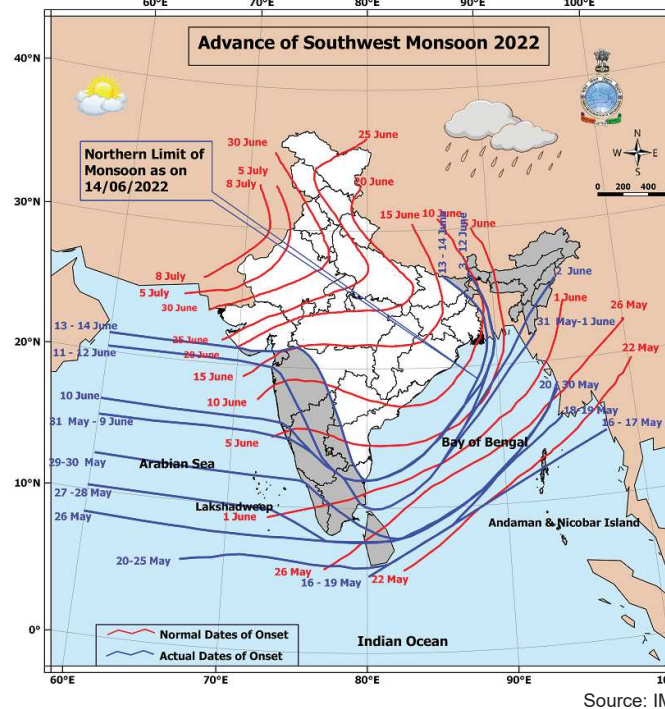 60°E
70°E
80°E
90°E
100°E
Advance of Southwest Monsoon 2022
40°N
N
W
E
S
0
200
400
30 June
25 June
Northern Limit of
Monsoon as on
14/06/2022
5 July
8 July
20 June
30°N
15 June
10 June
13 - 14 June
3 - 12 June
June
8 July
5 July
30 June
2 June
1 June
26 May
13 - 14 June
25 June
31 May-1 June
20°N
11 - 12 June
20 June
22 May
15 June
10 June
10 June
20 - 30 May
18-19 May
31 May - 9 June
16 - 17 May
5 June
Bay of Bengal
29-30 May
Arabian Sea
27 -28 May
10°N
Lakshadweep
26 May
1 June
Andaman & Nicobar Island
20-25 May
26 May
22 May
16 - 19 May
0°
Normal Dates of Onset
Actual Dates of Onset
Indian Ocean
60°E
70°E
80°E
90°E
Source: IM